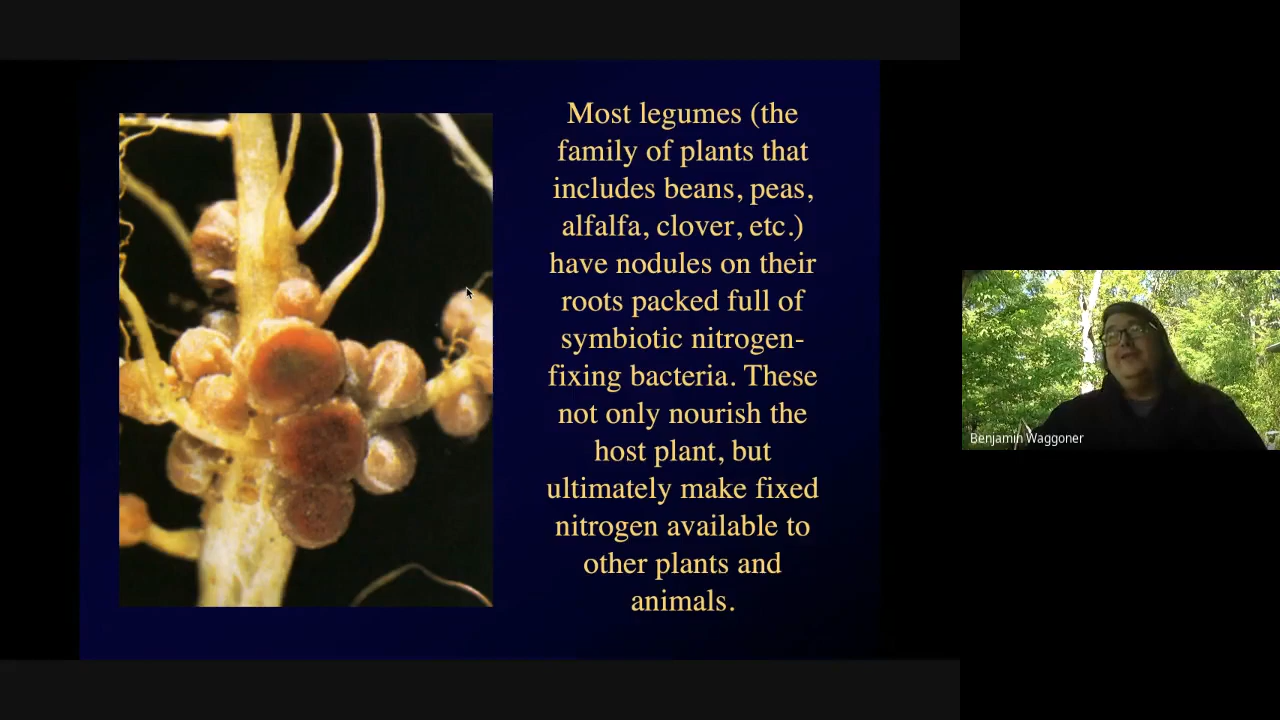 Most legumes (the
family of plants that
includes beans, peas,
alfalfa, clover, etc.)
have nodules on their
roots packed full of
symbiotic nitrogen-
fixing bacteria. These
not only nourish the
host plant, but
ultimately make fixed
nitrogen available to
other plants and
animals.
Benjamin Waggoner